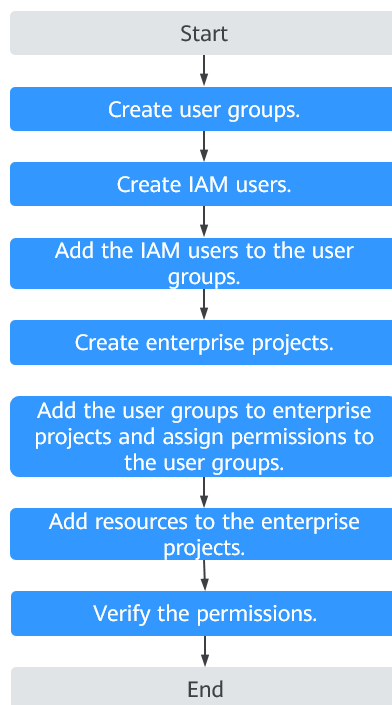 Start
Create user groups.
Create IAM users.
Add the IAM users to the user
groups.
Create enterprise projects.
Add the user groups to enterprise
projects and assign permissions to
the user groups.
Add resources to the enterprise
projects.
Verify the permissions.
End